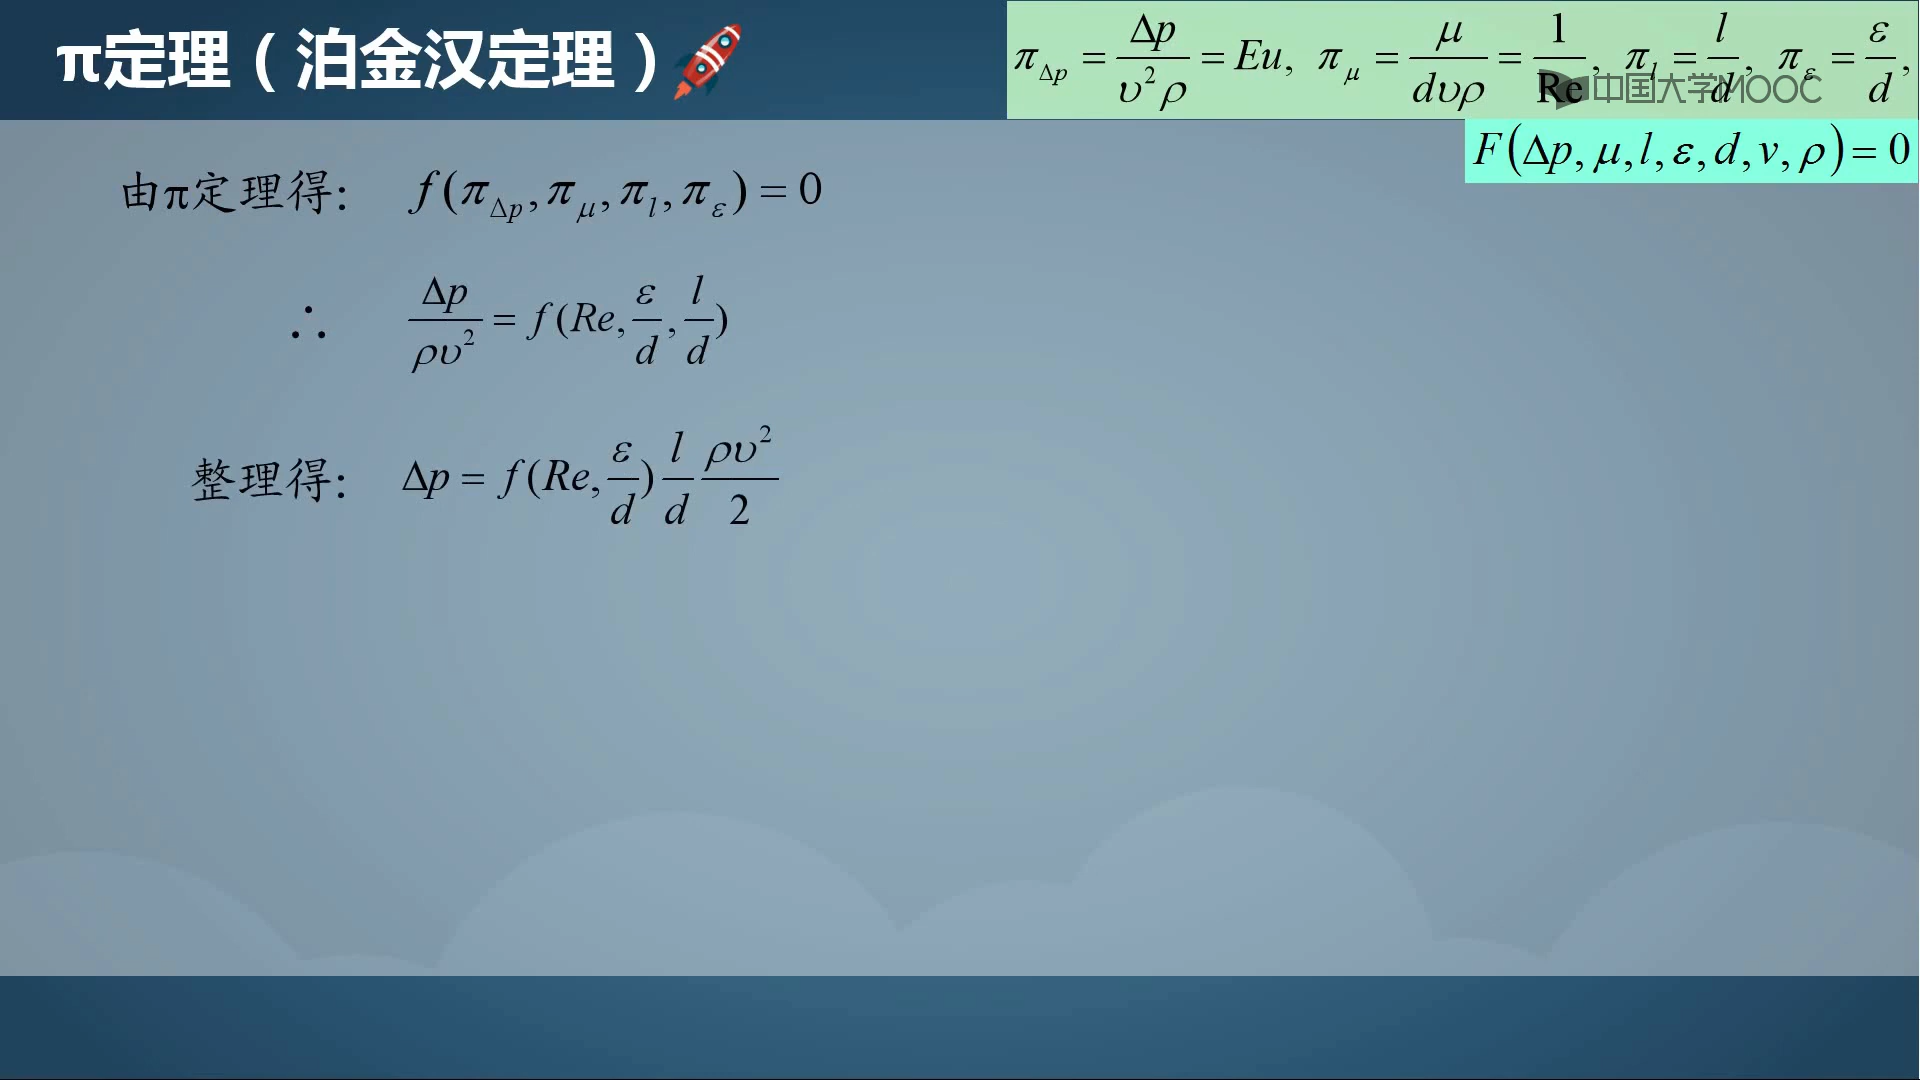 π定理（泊金汉定理）
π_Δp = Δp/(υ²ρ) = Eu, π_μ = μ/(dυρ) = 1/Re, π_l = l/d, π_ε = ε/d,
中国大学MOOC
F(Δp, μ, l, ε, d, v, ρ) = 0
由π定理得: f(π_Δp, π_μ, π_l, π_ε) = 0
∴ Δp/(ρυ²) = f(Re, ε/d, l/d)
整理得: Δp = f(Re, ε/d) l/d ρυ²/2